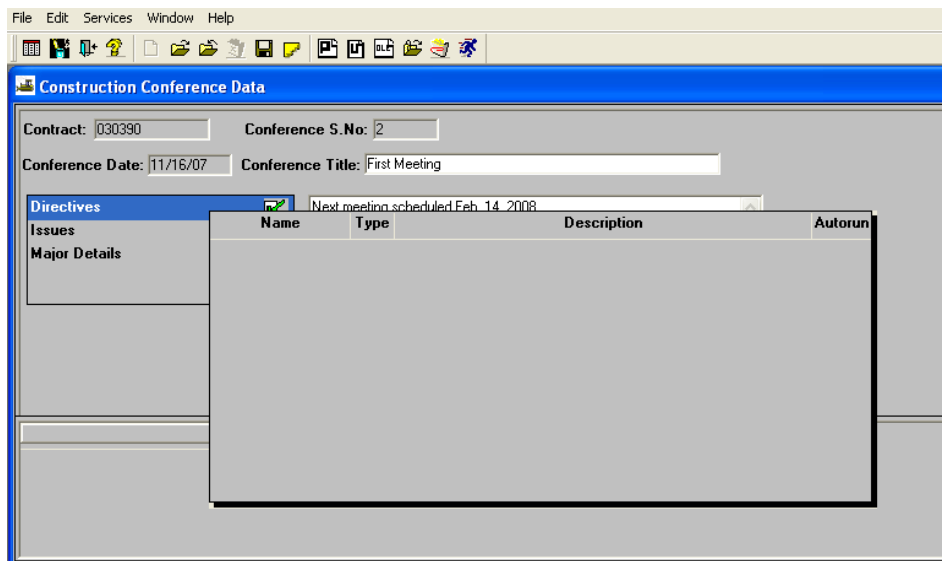 File Edit Services Window Help
Construction Conference Data
Contract: 030390 Conference S.No: 2
Conference Date: 11/16/07 Conference Title: First Meeting
Directives Next meeting scheduled Feb. 14, 2008
Issues
Major Details
Name Type Description Autorun